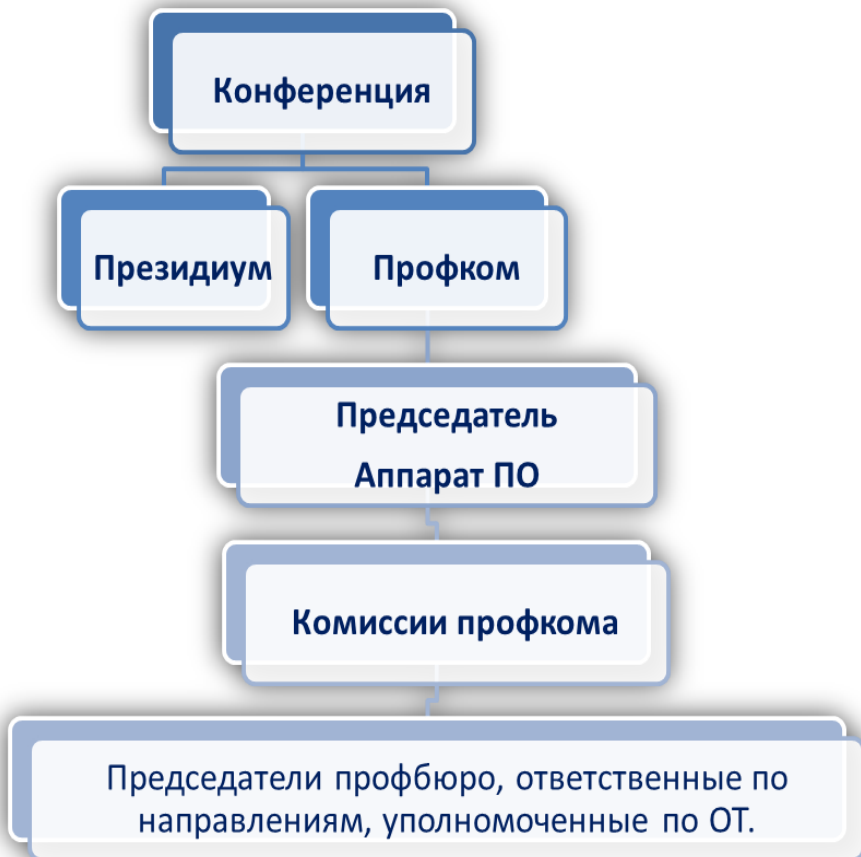 Конференция
Президиум
Профком
Председатель
Аппарат ПО
Комиссии профкома
Председатели профбюро, ответственные по
направлениям, уполномоченные по ОТ.